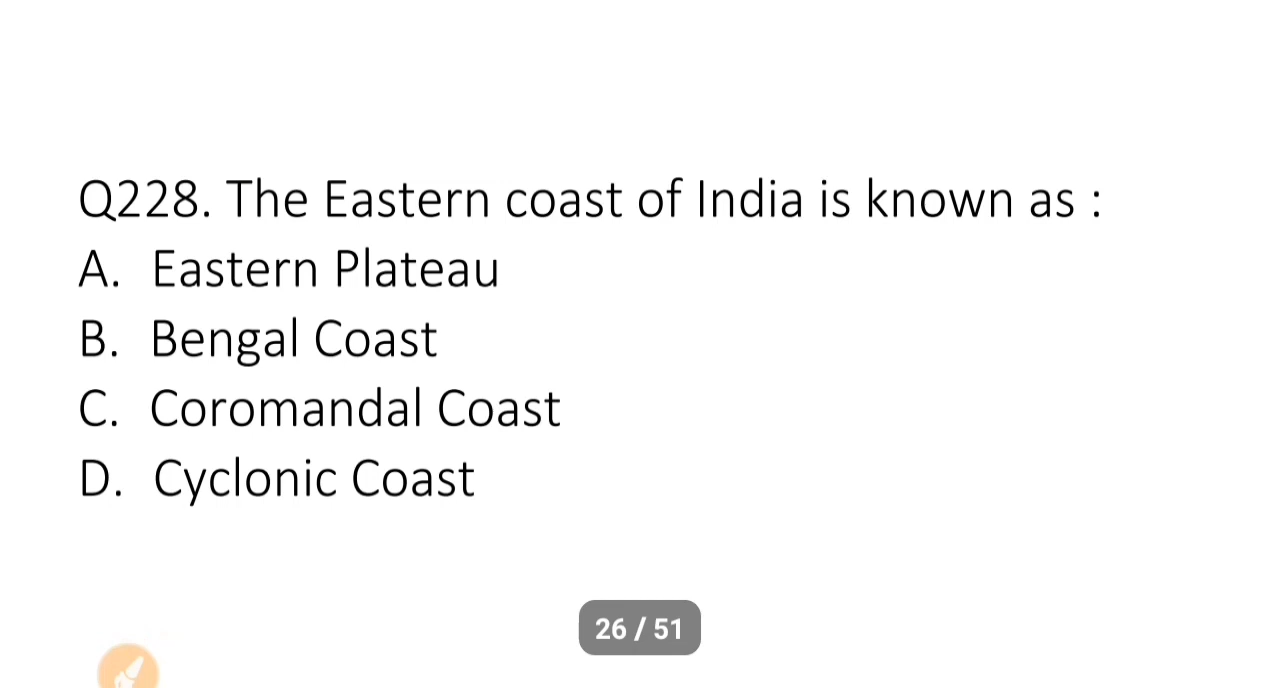 Q228. The Eastern coast of India is known as :
A. Eastern Plateau
B. Bengal Coast
C. Coromandal Coast
D. Cyclonic Coast
26 / 51